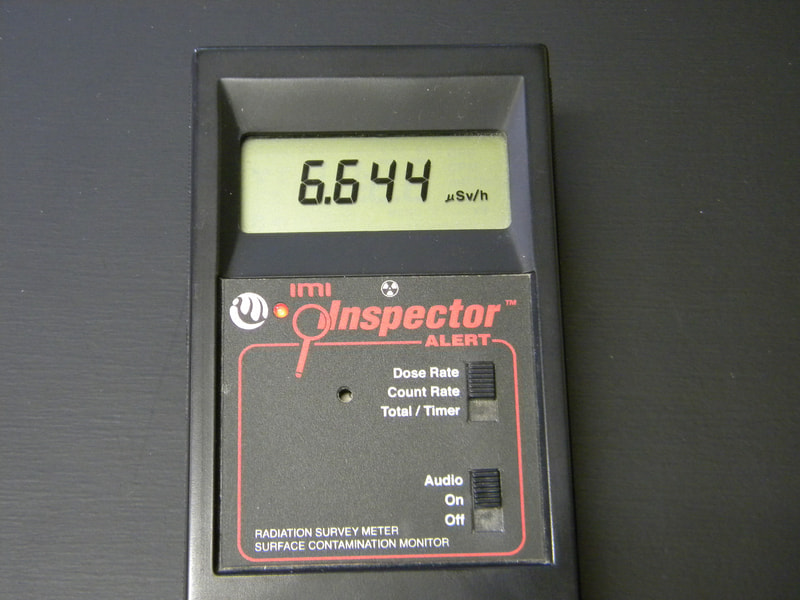 6.644 µSv/h
imi
Inspector™
ALERT
Dose Rate
Count Rate
Total / Timer
Audio
On
Off
RADIATION SURVEY METER
SURFACE CONTAMINATION MONITOR